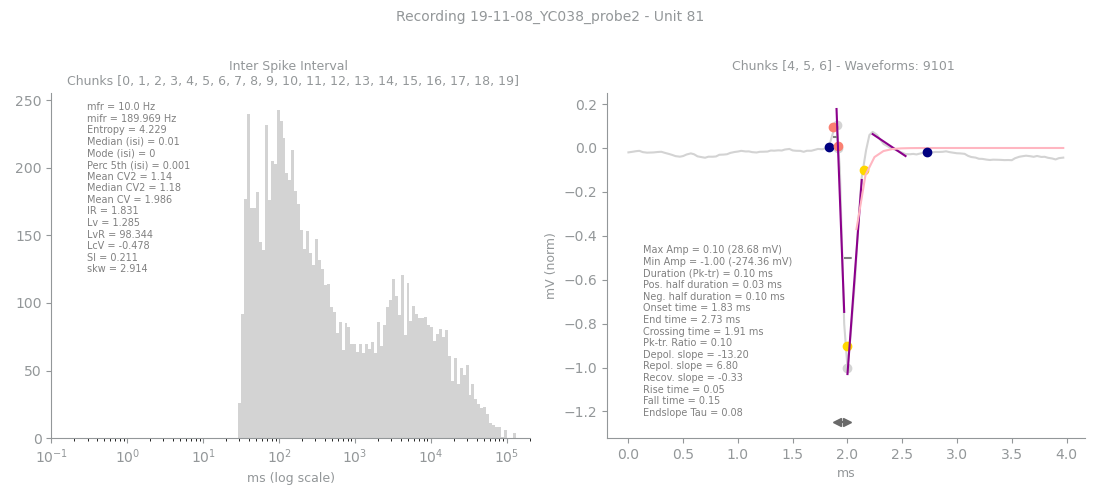 Recording 19-11-08_YC038_probe2 - Unit 81
Inter Spike Interval
Chunks [0, 1, 2, 3, 4, 5, 6, 7, 8, 9, 10, 11, 12, 13, 14, 15, 16, 17, 18, 19]
250
200
150
100
50
0
mfr = 10.0 Hz
mifr = 189.969 Hz
Entropy = 4.229
Median (isi) = 0.01
Mode (isi) = 0
Perc 5th (isi) = 0.001
Mean CV2 = 1.14
Median CV2 = 1.18
Mean CV = 1.986
IR = 1.831
Lv = 1.285
LvR = 98.344
LcV = -0.478
SI = 0.211
skw = 2.914
10⁻¹ 10⁰ 10¹ 10² 10³ 10⁴ 10⁵
ms (log scale)
Chunks [4, 5, 6] - Waveforms: 9101
mV (norm)
0.2
0.0
−0.2
−0.4
−0.6
−0.8
−1.0
−1.2
Max Amp = 0.10 (28.68 mV)
Min Amp = -1.00 (-274.36 mV)
Duration (Pk-tr) = 0.10 ms
Pos. half duration = 0.03 ms
Neg. half duration = 0.10 ms
Onset time = 1.83 ms
End time = 2.73 ms
Crossing time = 1.91 ms
Pk-tr. Ratio = 0.10
Depol. slope = -13.20
Repol. slope = 6.80
Recov. slope = -0.33
Rise time = 0.05
Fall time = 0.15
Endslope Tau = 0.08
0.0 0.5 1.0 1.5 2.0 2.5 3.0 3.5 4.0
ms